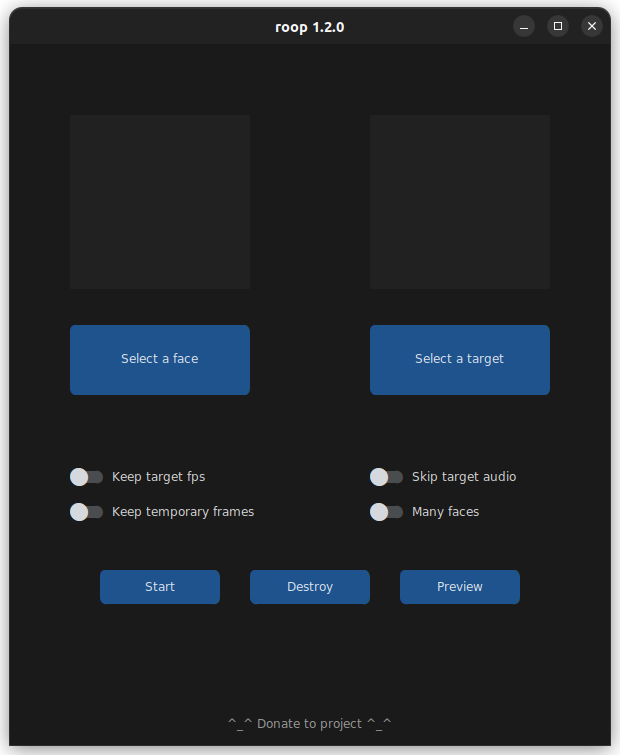 roop 1.2.0
Select a face
Select a target
Keep target fps
Skip target audio
Keep temporary frames
Many faces
Start
Destroy
Preview
^_^ Donate to project ^_^